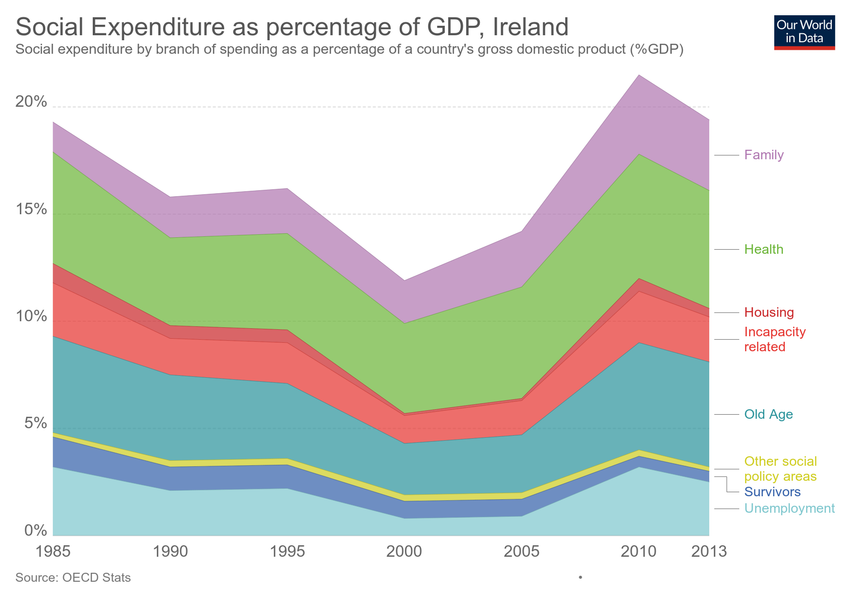 Social Expenditure as percentage of GDP, Ireland
Social expenditure by branch of spending as a percentage of a country's gross domestic product (%GDP)
Our World
in Data
20%
15%
10%
5%
0%
Family
Health
Housing
Incapacity
related
Old Age
Other social
policy areas
Survivors
Unemployment
1985
1990
1995
2000
2005
2010
2013
Source: OECD Stats